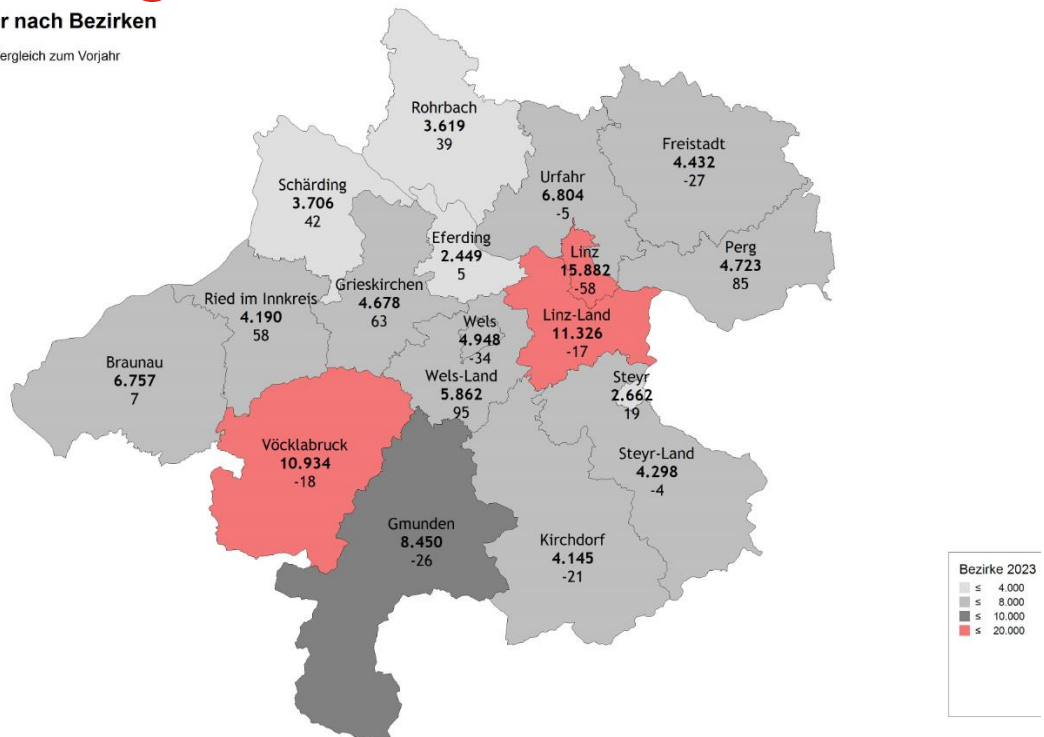 r nach Bezirken
ergleich zum Vorjahr
Rohrbach
3.619
39
Freistadt
4.432
-27
Urfahr
6.804
-5
Schärding
3.706
42
Eferding
2.449
5
Linz
15.882
-58
Perg
4.723
85
Grieskirchen
4.678
63
Ried im Innkreis
4.190
58
Wels
4.948
-34
Linz-Land
11.326
-17
Braunau
6.757
7
Wels-Land
5.862
95
Steyr
2.662
19
Vöcklabruck
10.934
-18
Steyr-Land
4.298
-4
Gmunden
8.450
-26
Kirchdorf
4.145
-21
Bezirke 2023
≤ 4.000
≤ 8.000
≤ 10.000
≤ 20.000